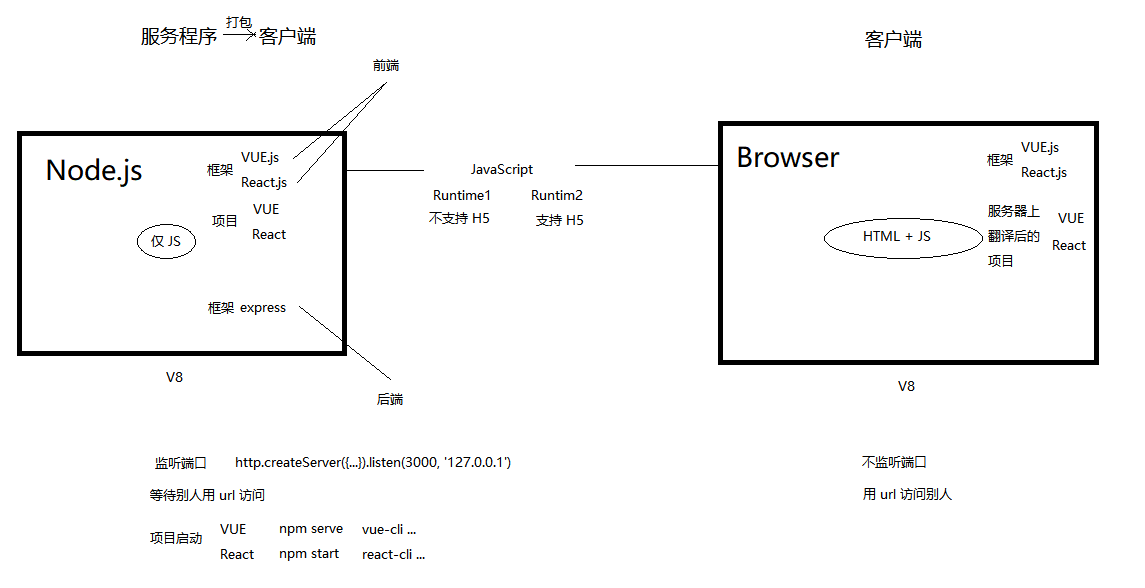 服务程序 打包 客户端
客户端
前端
Node.js
框架 VUE.js
React.js
项目 VUE
React
仅 JS
框架 express
V8
后端
JavaScript
Runtime1 Runtim2
不支持 H5 支持 H5
Browser
框架 VUE.js
React.js
HTML + JS
服务器上
翻译后的
项目
VUE
React
V8
监听端口 http.createServer({...}).listen(3000, '127.0.0.1')
等待别人用 url 访问
项目启动 VUE npm serve vue-cli ...
React npm start react-cli ...
不监听端口
用 url 访问别人